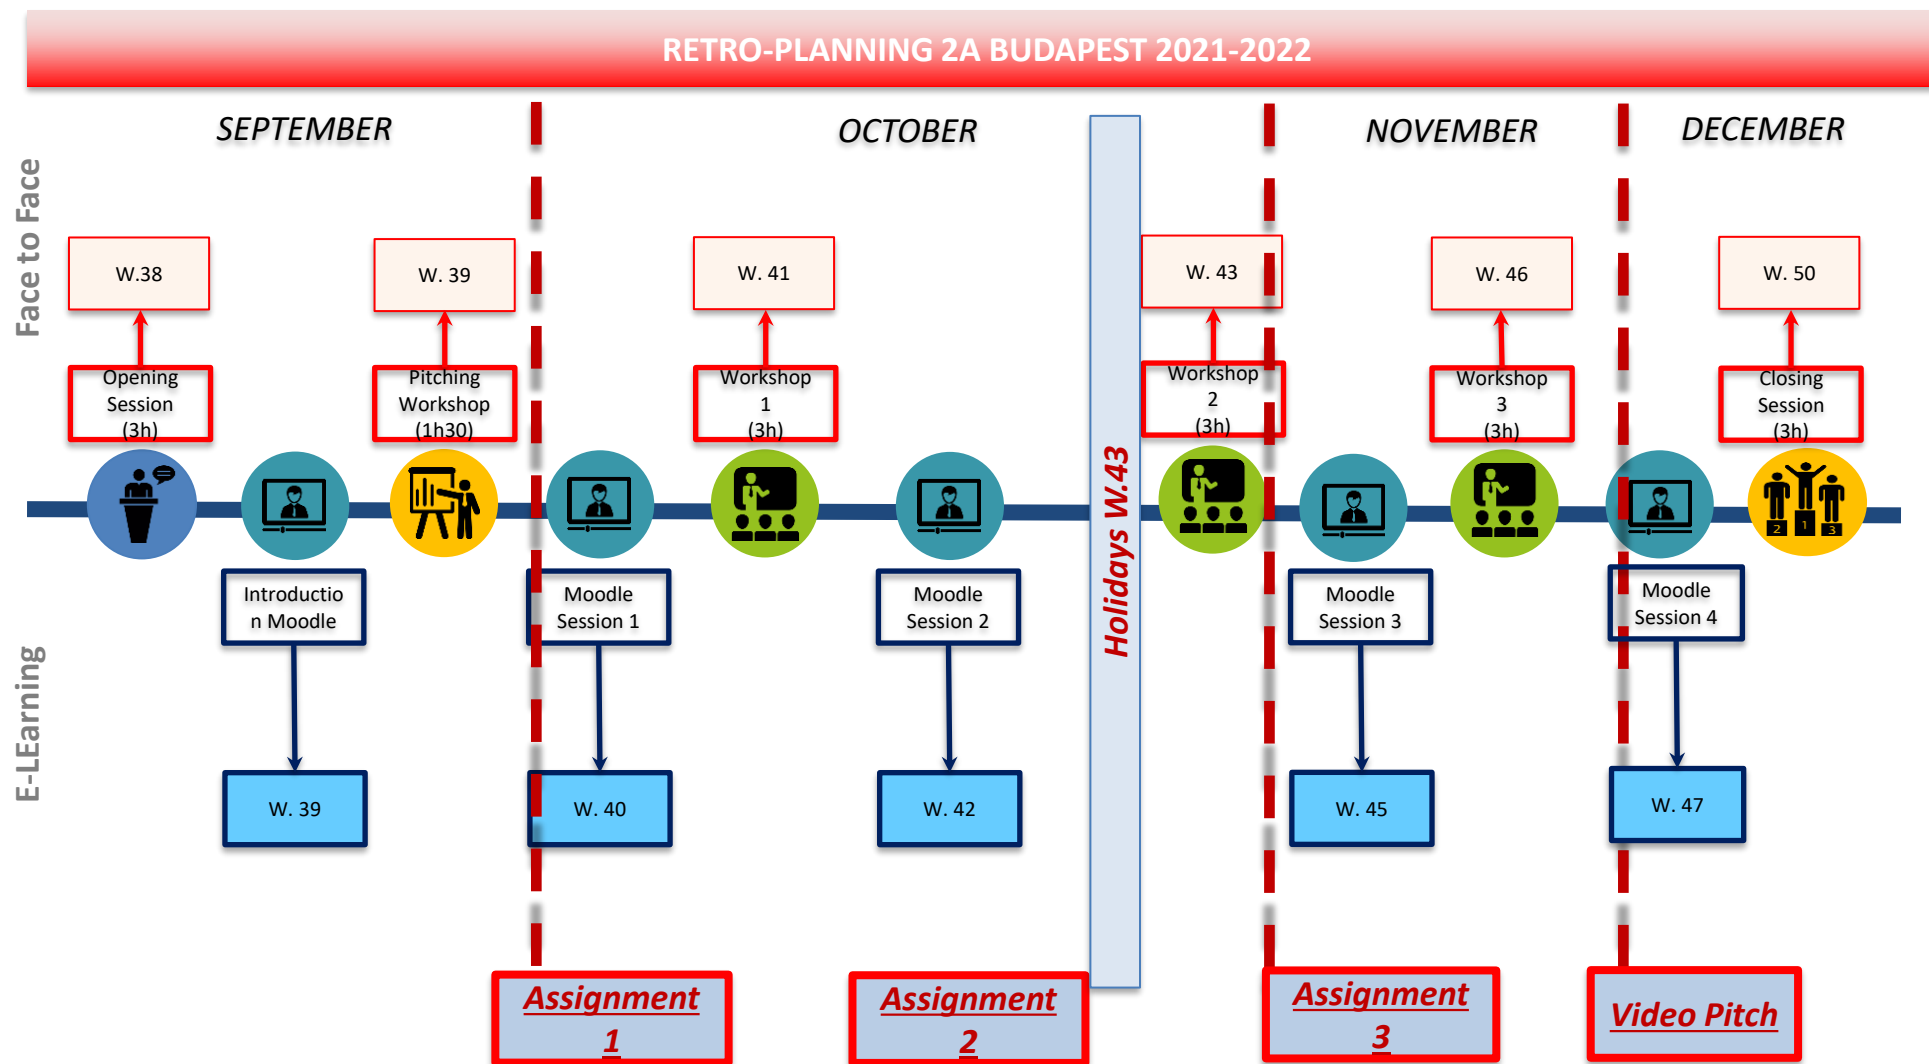 RETRO-PLANNING 2A BUDAPEST 2021-2022
SEPTEMBER
OCTOBER
NOVEMBER
DECEMBER
Face to Face
W.38
W. 39
W. 41
W. 43
W. 46
W. 50
Opening
Session
(3h)
Pitching
Workshop
(1h30)
Workshop
1
(3h)
Workshop
2
(3h)
Workshop
3
(3h)
Closing
Session
(3h)
Holidays W.43
2
1
3
E-LEarning
Introductio
n Moodle
Moodle
Session 1
Moodle
Session 2
Moodle
Session 3
Moodle
Session 4
W. 39
W. 40
W. 42
W. 45
W. 47
Assignment
1
Assignment
2
Assignment
3
Video Pitch